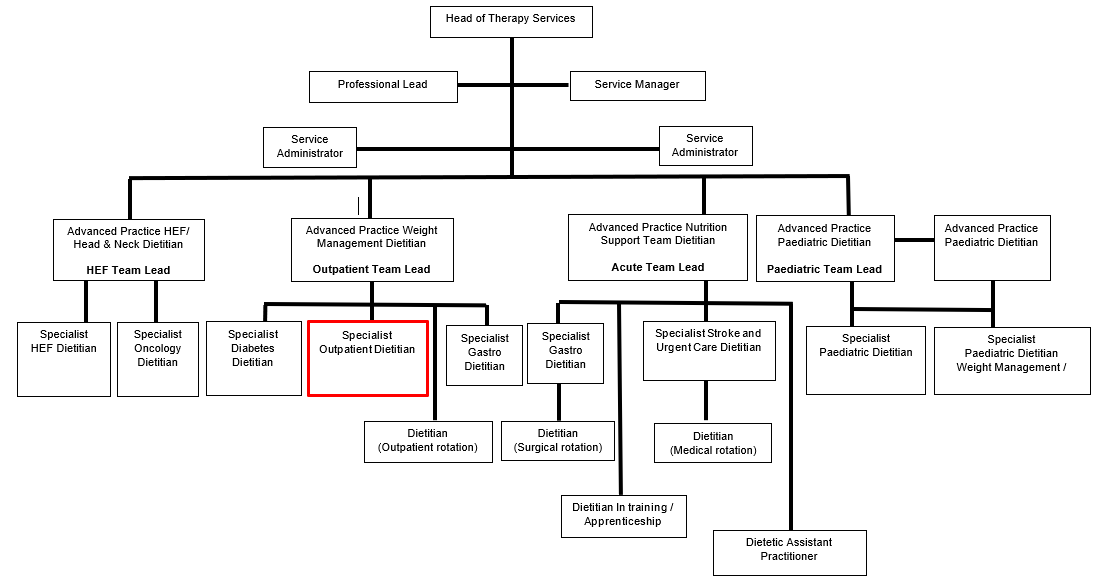 Head of Therapy Services
Professional Lead
Service Manager
Service
Administrator
Service
Administrator
Advanced Practice HEF/
Head & Neck Dietitian
HEF Team Lead
Advanced Practice Weight
Management Dietitian
Outpatient Team Lead
Advanced Practice Nutrition
Support Team Dietitian
Acute Team Lead
Advanced Practice
Paediatric Dietitian
Paediatric Team Lead
Advanced Practice
Paediatric Dietitian
Specialist
HEF Dietitian
Specialist
Oncology
Dietitian
Specialist
Diabetes
Dietitian
Specialist
Outpatient Dietitian
Specialist
Gastro
Dietitian
Specialist
Gastro
Dietitian
Specialist Stroke and
Urgent Care Dietitian
Specialist
Paediatric Dietitian
Specialist
Paediatric Dietitian
Weight Management /
Dietitian
(Outpatient rotation)
Dietitian
(Surgical rotation)
Dietitian
(Medical rotation)
Dietitian In training /
Apprenticeship
Dietetic Assistant
Practitioner